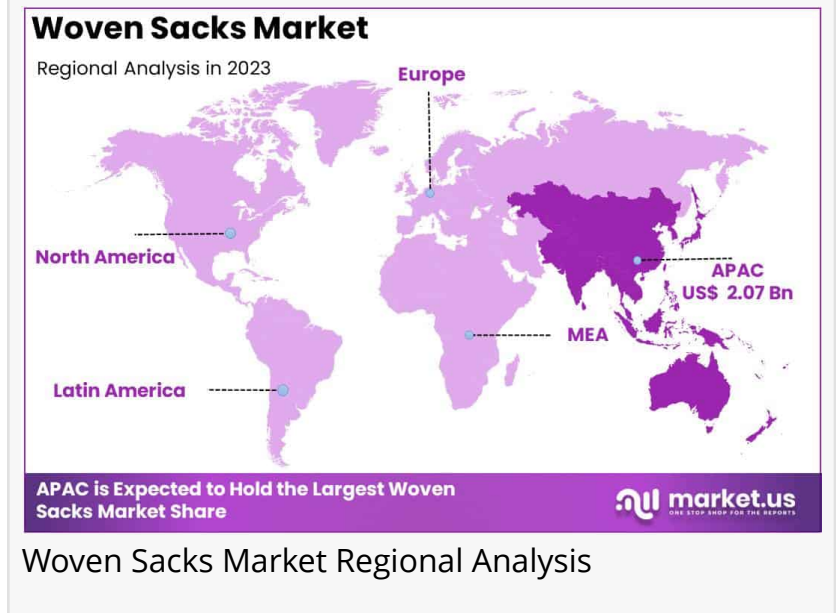 Woven Sacks Market
Regional Analysis in 2023
Europe
North America
APAC
US$ 2.07 Bn
MEA
Latin America
APAC is Expected to Hold the Largest Woven
Sacks Market Share
market.us
ONE STOP SHOP FOR THE REPORTS
Woven Sacks Market Regional Analysis